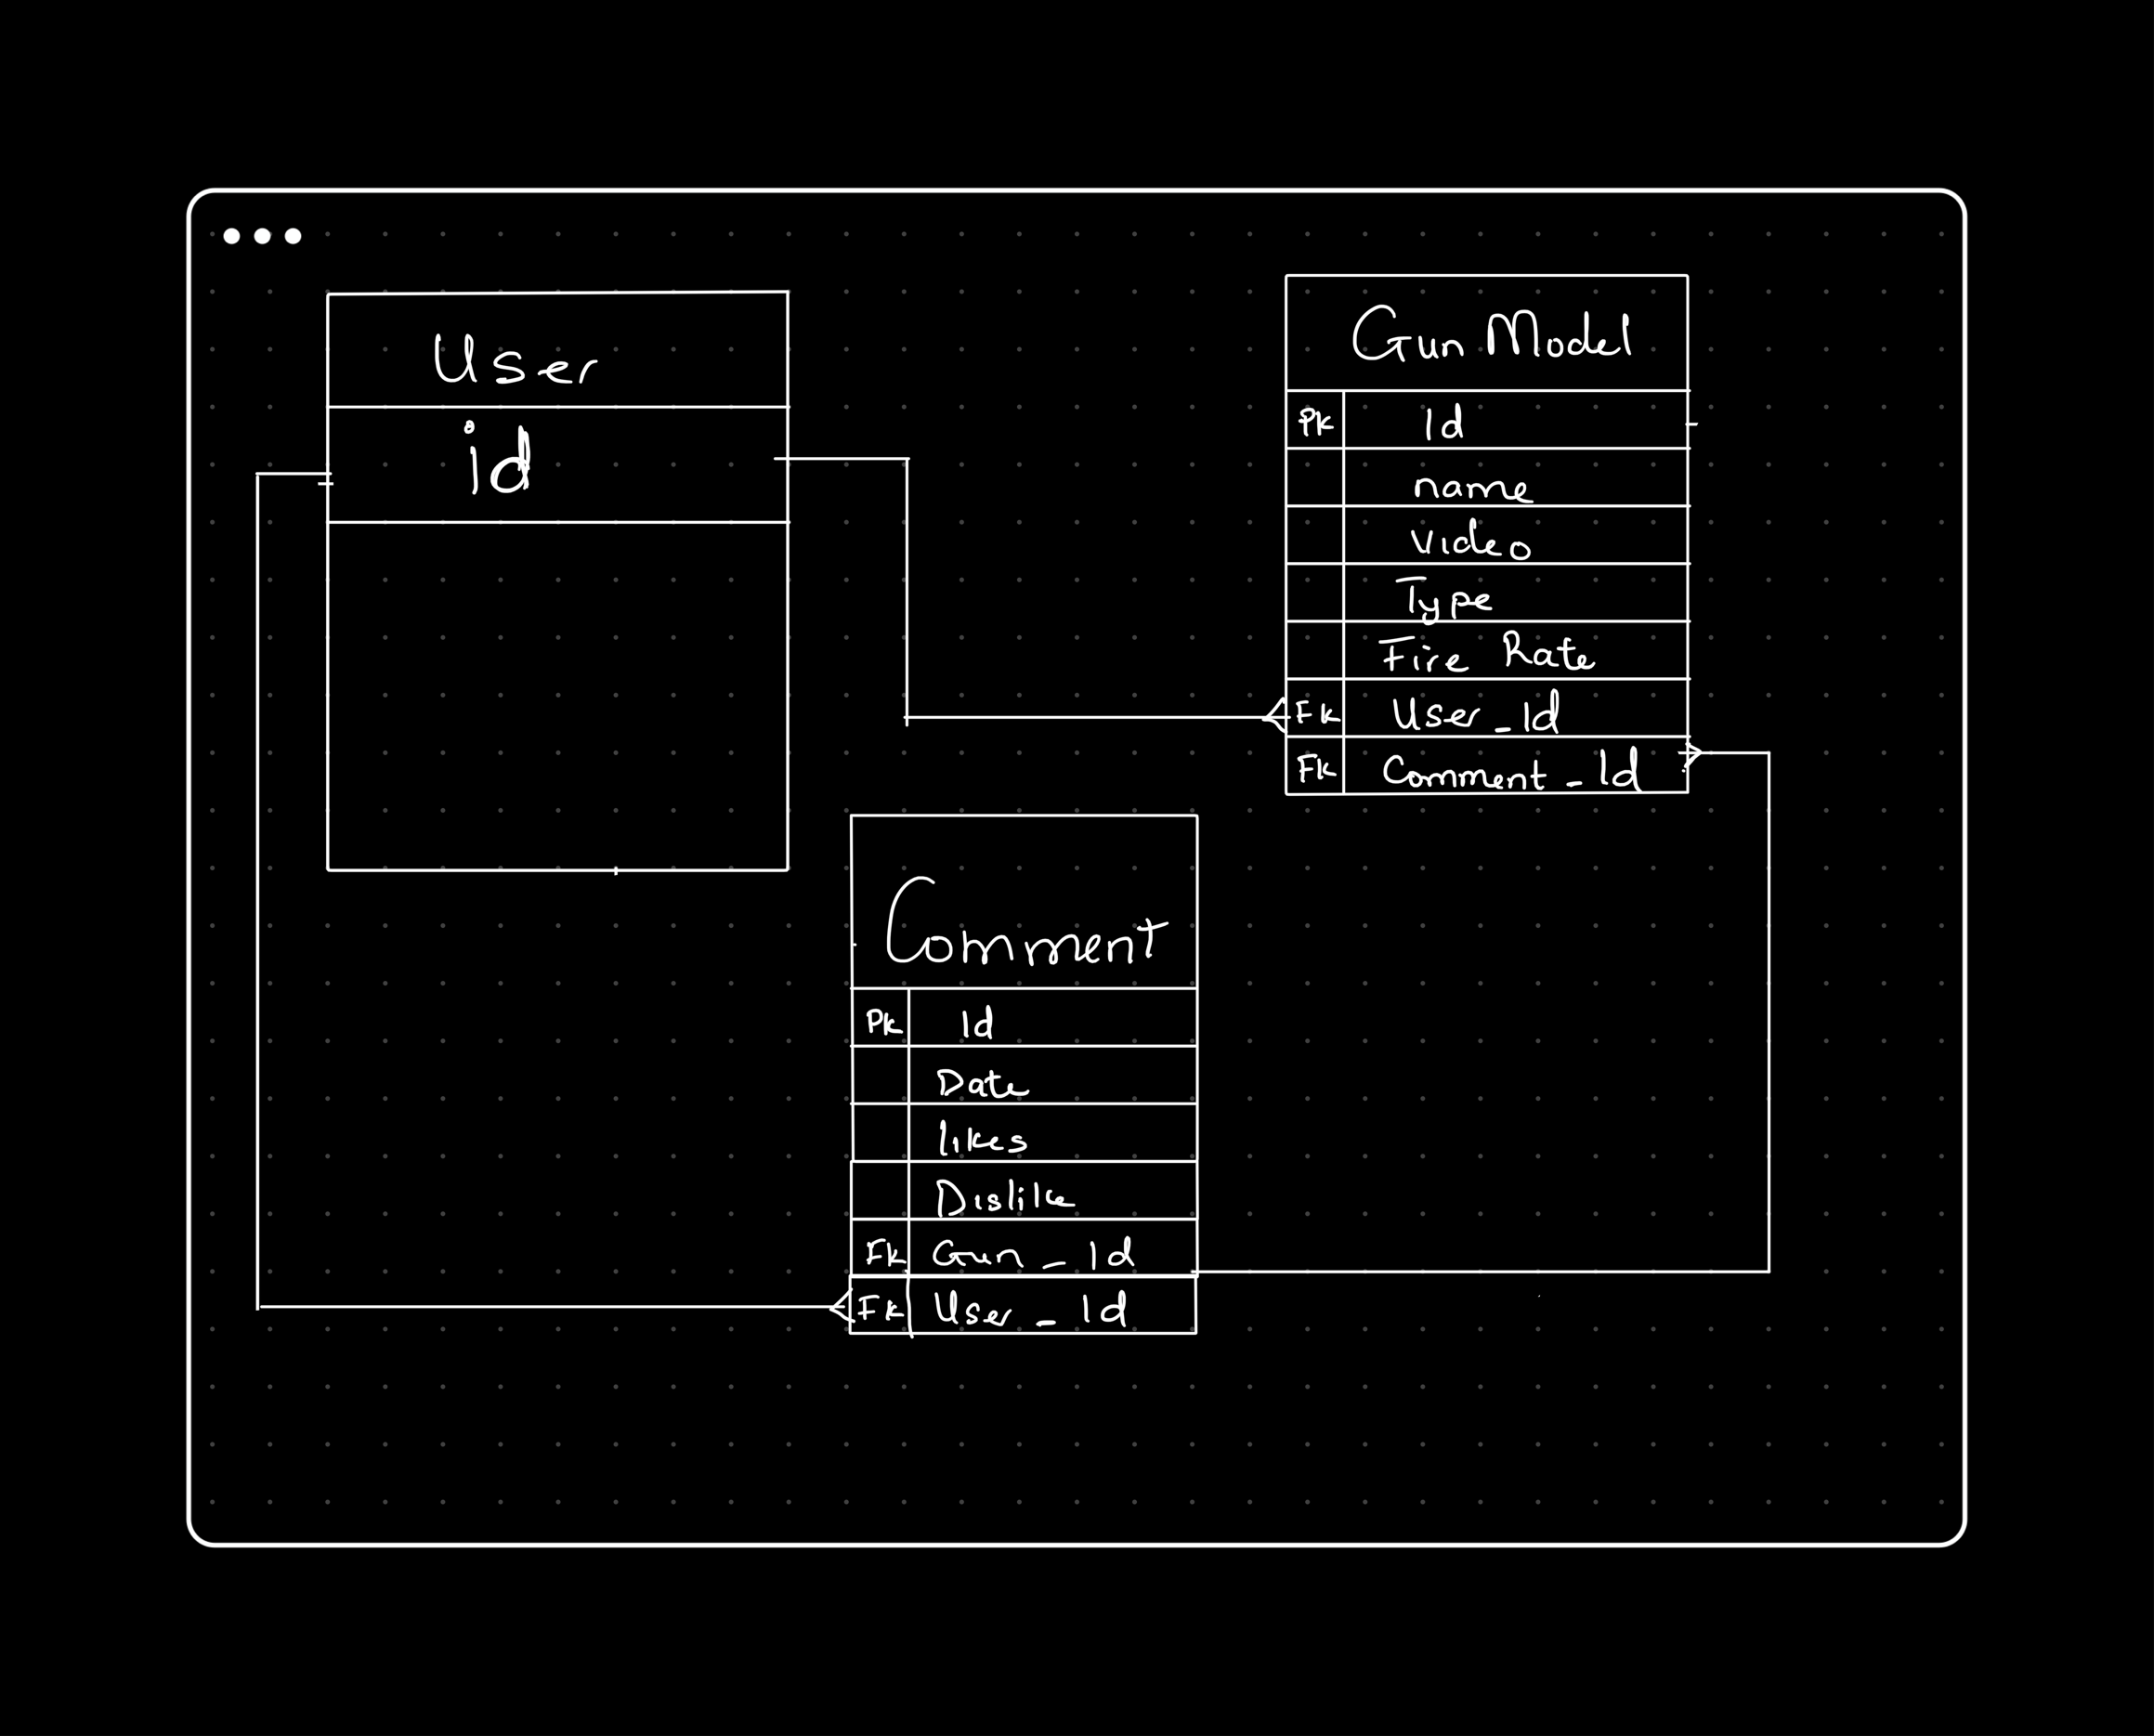 User
id
Gun Model
Pk Id
name
video
Type
Fire Rate
Fk User_Id
Fk Comment_Id
Comment
Pk Id
Date
likes
Dislike
Fk Gun_Id
Fk User_Id